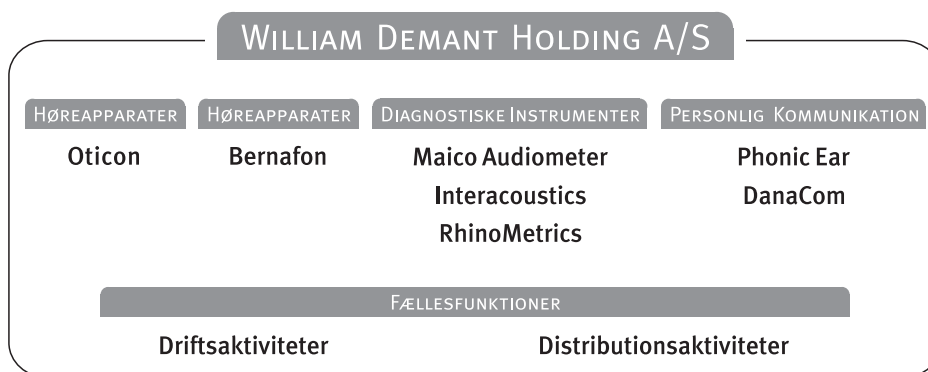 WILLIAM DEMANT HOLDING A/S
HØREAPPARATER
Oticon
HØREAPPARATER
Bernafon
DIAGNOSTISKE INSTRUMENTER
Maico Audiometer
Interacoustics
RhinoMetrics
PERSONLIG KOMMUNIKATION
Phonic Ear
DanaCom
FÆLLESFUNKTIONER
Driftsaktiviteter
Distributionsaktiviteter